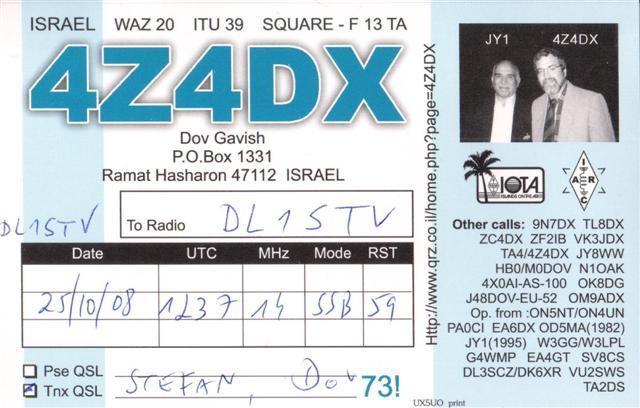 ISRAEL WAZ 20 ITU 39 SQUARE - F 13 TA
4Z4DX
Dov Gavish
P.O.Box 1331
Ramat Hasharon 47112 ISRAEL
DL1STV
To Radio DL1STV
Date UTC MHz Mode RST
25/10/08 1237 14 SSB 59
Pse QSL
Tnx QSL STEFAN, Dov 73!
Http://www.qrz.co.il/home.php?page=4Z4DX
JY1 4Z4DX
IOTA
ISLANDS ON THE AIR
I A R C
Other calls: 9N7DX TL8DX
ZC4DX ZF2IB VK3JDX
TA4/4Z4DX JY8WW
HB0/M0DOV N1OAK
4X0AI-AS-100 OK8DG
J48DOV-EU-52 OM9ADX
Op. from :ON5NT/ON4UN
PA0CI EA6DX OD5MA(1982)
JY1(1995) W3GG/W3LPL
G4WMP EA4GT SV8CS
DL3SCZ/DK6XR VU2SWS
TA2DS
UX5UO print